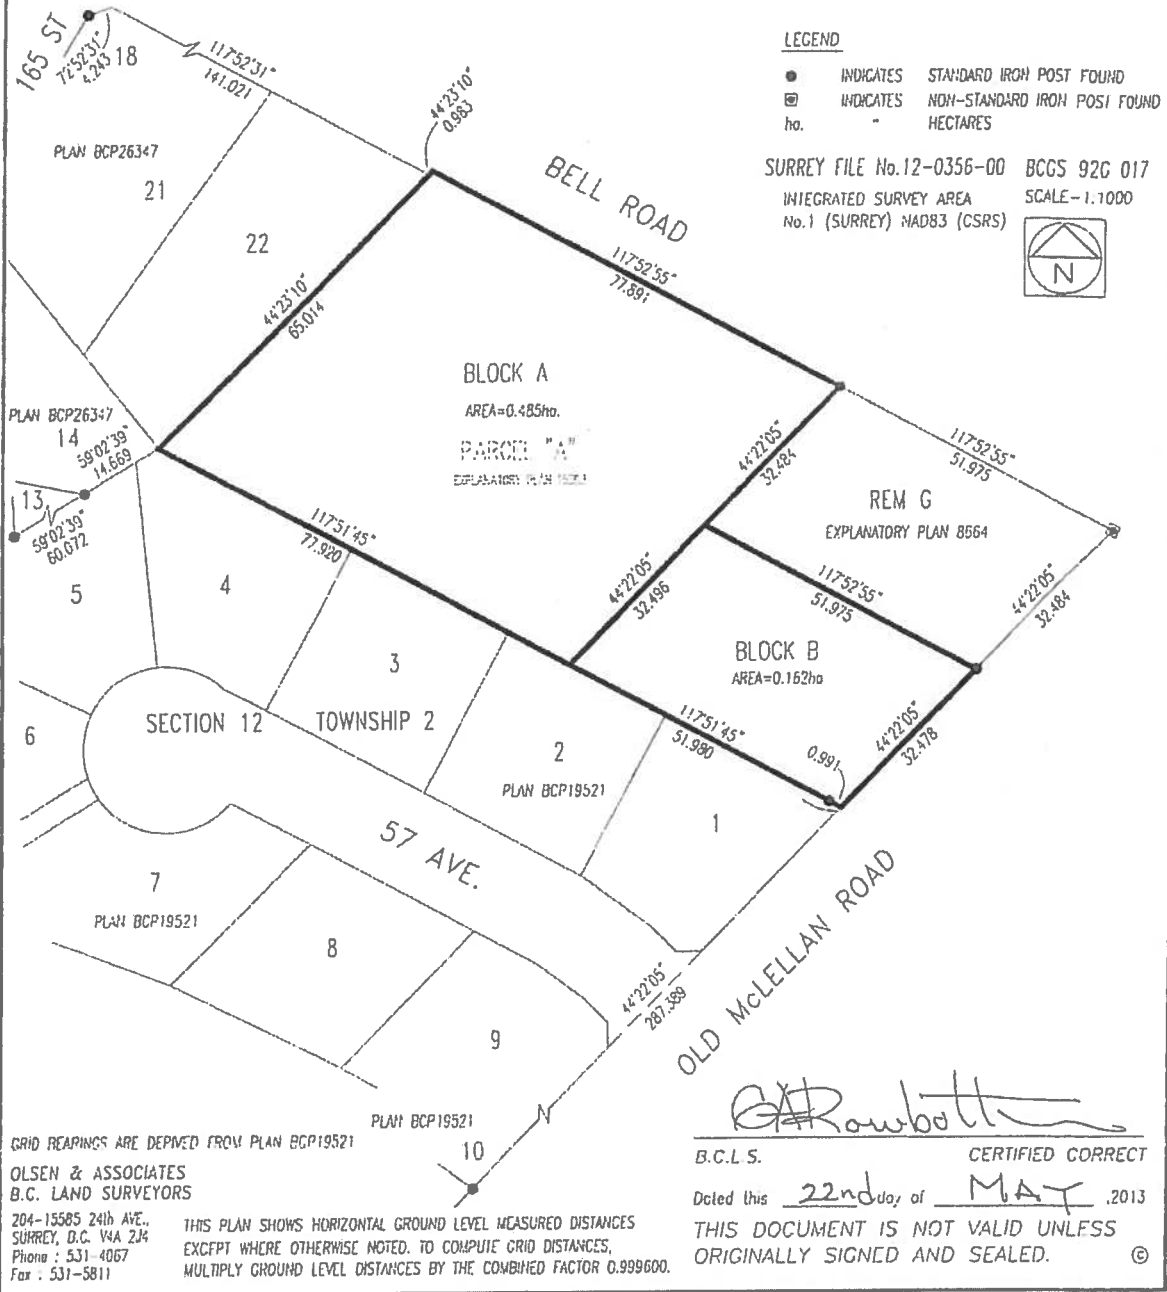 LEGEND
INDICATES STANDARD IRON POST FOUND
INDICATES NON-STANDARD IRON POST FOUND
ha. " HECTARES
SURREY FILE No.12-0356-00 BCGS 92G 017
INTEGRATED SURVEY AREA SCALE-1:1000
No.1 (SURREY) NAD83 (CSRS)
N
165 ST
72°52'31"
4.243
18
117°52'31"
141.021
44°23'10"
0.983
PLAN BCP26347
21
22
BELL ROAD
117°52'55"
77.891
44°23'10"
65.014
BLOCK A
AREA=0.485ha.
PARCEL "A"
EXPLANATORY PLAN
PLAN BCP26347
14
59°02'39"
14.669
13
59°02'39"
60.072
44°22'05"
32.484
117°52'55"
51.975
REM G
EXPLANATORY PLAN 8564
44°22'05"
32.484
117°51'45"
77.920
44°22'05"
32.496
117°52'55"
51.975
BLOCK B
AREA=0.162ha
5
4
3
2
1
117°51'45"
51.980
0.991
44°22'05"
32.478
6
SECTION 12 TOWNSHIP 2
PLAN BCP19521
57 AVE.
7
PLAN BCP19521
8
9
44°22'05"
287.389
OLD McLELLAN ROAD
PLAN BCP19521
10
GRID BEARINGS ARE DERIVED FROM PLAN BCP19521
OLSEN & ASSOCIATES
B.C. LAND SURVEYORS
204-15585 24th AVE.,
SURREY, B.C. V4A 2J4
Phone : 531-4067
Fax : 531-5811
THIS PLAN SHOWS HORIZONTAL GROUND LEVEL MEASURED DISTANCES
EXCEPT WHERE OTHERWISE NOTED. TO COMPUTE GRID DISTANCES,
MULTIPLY GROUND LEVEL DISTANCES BY THE COMBINED FACTOR 0.999600.
B.C.L.S. CERTIFIED CORRECT
Dated this 22nd day of MAY ,2013
THIS DOCUMENT IS NOT VALID UNLESS
ORIGINALLY SIGNED AND SEALED. ©